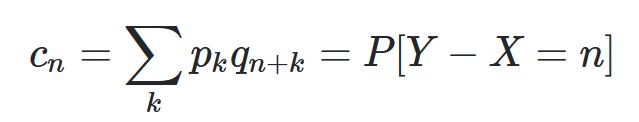 $c_n = \sum_k p_k q_{n+k} = P[Y - X = n]$